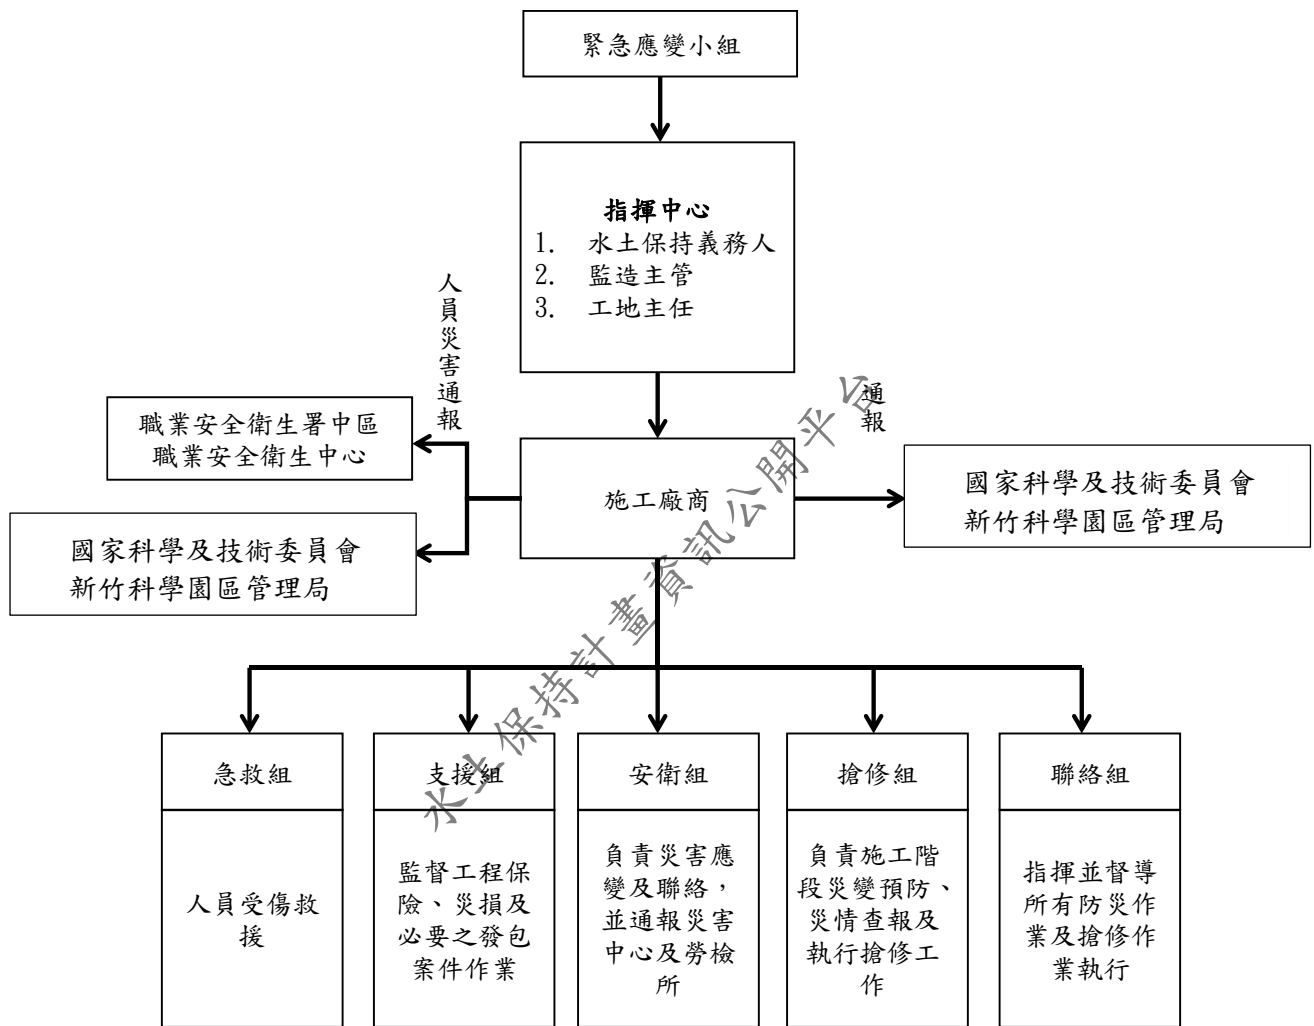 緊急應變小組
指揮中心
1. 水土保持義務人
2. 監造主管
3. 工地主任
人員災害通報
通報
職業安全衛生署中區
職業安全衛生中心
施工廠商
國家科學及技術委員會
新竹科學園區管理局
國家科學及技術委員會
新竹科學園區管理局
水土保持計畫資訊公開平台
急救組
人員受傷救
援
支援組
監督工程保
險、災損及
必要之發包
案件作業
安衛組
負責災害應
變及聯絡，
並通報災害
中心及勞檢
所
搶修組
負責施工階
段災變預防、
災情查報及
執行搶修工
作
聯絡組
指揮並督導
所有防災作
業及搶修作
業執行